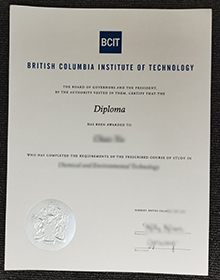 BCIT
BRITISH COLUMBIA INSTITUTE OF TECHNOLOGY
THE BOARD OF GOVERNORS AND THE PRESIDENT,
BY THE AUTHORITY VESTED IN THEM, CERTIFY THAT THE
Diploma
HAS BEEN AWARDED TO
WHO HAS COMPLETED THE REQUIREMENTS OF THE PRESCRIBED COURSE OF STUDY IN
Chemical and Environmental Technology